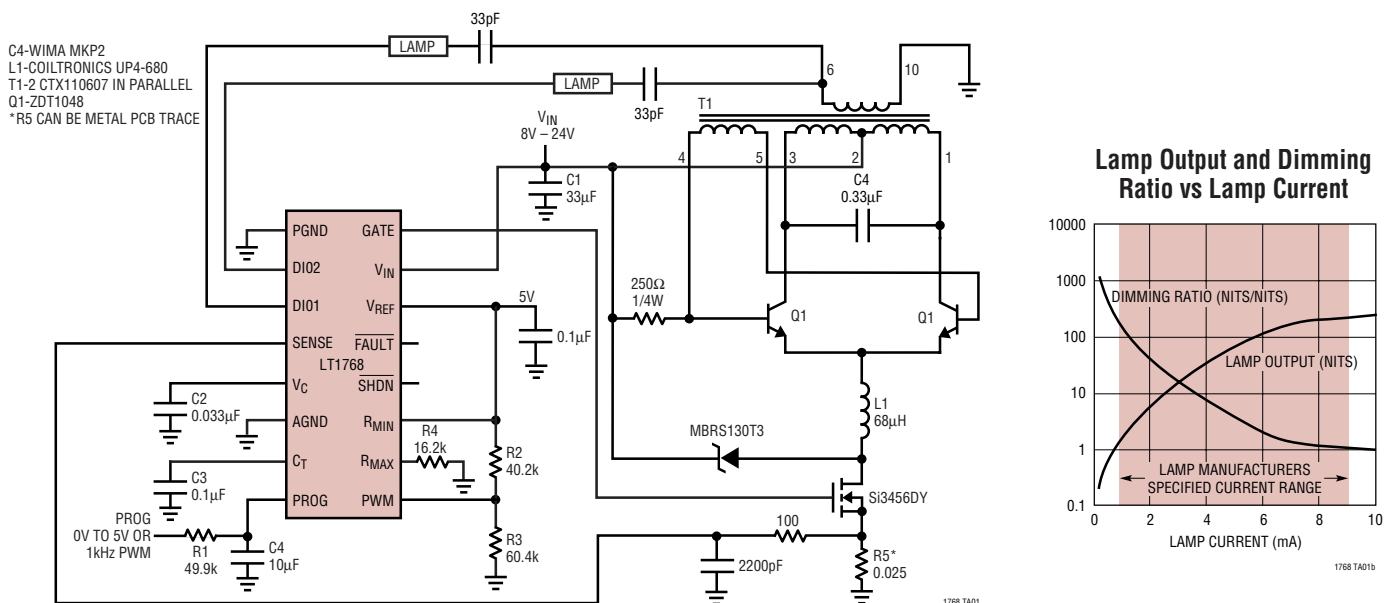 C4-WIMA MKP2
L1-COILTRONICS UP4-680
T1-2 CTX110607 IN PARALLEL
Q1-ZDT1048
*R5 CAN BE METAL PCB TRACE
33pF
LAMP
LAMP
33pF
6
10
T1
VIN
8V – 24V
4
5
3
2
1
C1
33µF
C4
0.33µF
PGND
DI02
DI01
SENSE
VC
AGND
CT
PROG
GATE
VIN
VREF
FAULT
LT1768
SHDN
RMIN
RMAX
PWM
5V
0.1µF
250Ω
1/4W
Q1
Q1
C2
0.033µF
C3
0.1µF
R4
16.2k
R2
40.2k
R3
60.4k
L1
68µH
MBRS130T3
Si3456DY
PROG
0V TO 5V OR
1kHz PWM
R1
49.9k
C4
10µF
100
2200pF
R5*
0.025
1768 TA01
Lamp Output and Dimming
Ratio vs Lamp Current
10000
1000
100
10
1
0.1
DIMMING RATIO (NITS/NITS)
LAMP OUTPUT (NITS)
LAMP MANUFACTURERS
SPECIFIED CURRENT RANGE
0
2
4
6
8
10
LAMP CURRENT (mA)
1768 TA01b